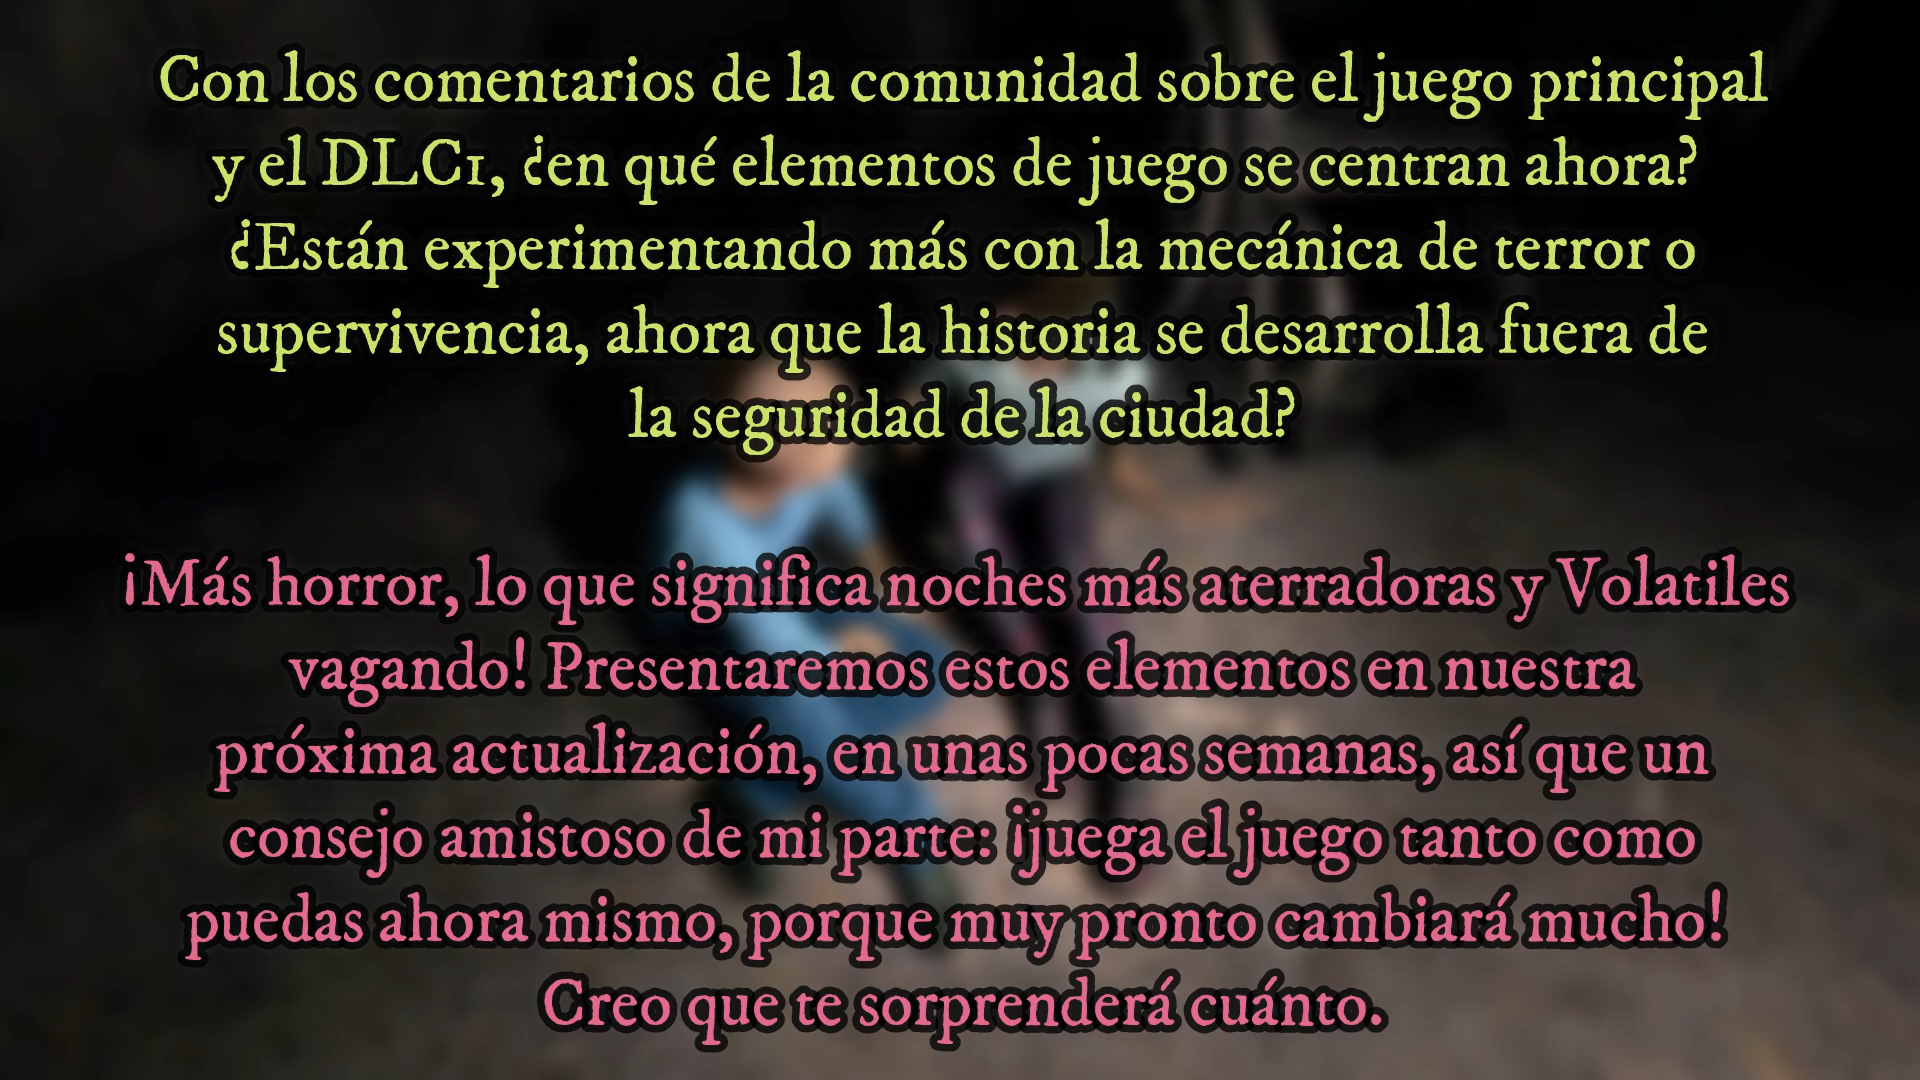 Con los comentarios de la comunidad sobre el juego principal
y el DLC1, ¿en qué elementos de juego se centran ahora?
¿Están experimentando más con la mecánica de terror o
supervivencia, ahora que la historia se desarrolla fuera de
la seguridad de la ciudad?
¡Más horror, lo que significa noches más aterradoras y Volatiles
vagando! Presentaremos estos elementos en nuestra
próxima actualización, en unas pocas semanas, así que un
consejo amistoso de mi parte: ¡juega el juego tanto como
puedas ahora mismo, porque muy pronto cambiará mucho!
Creo que te sorprenderá cuánto.